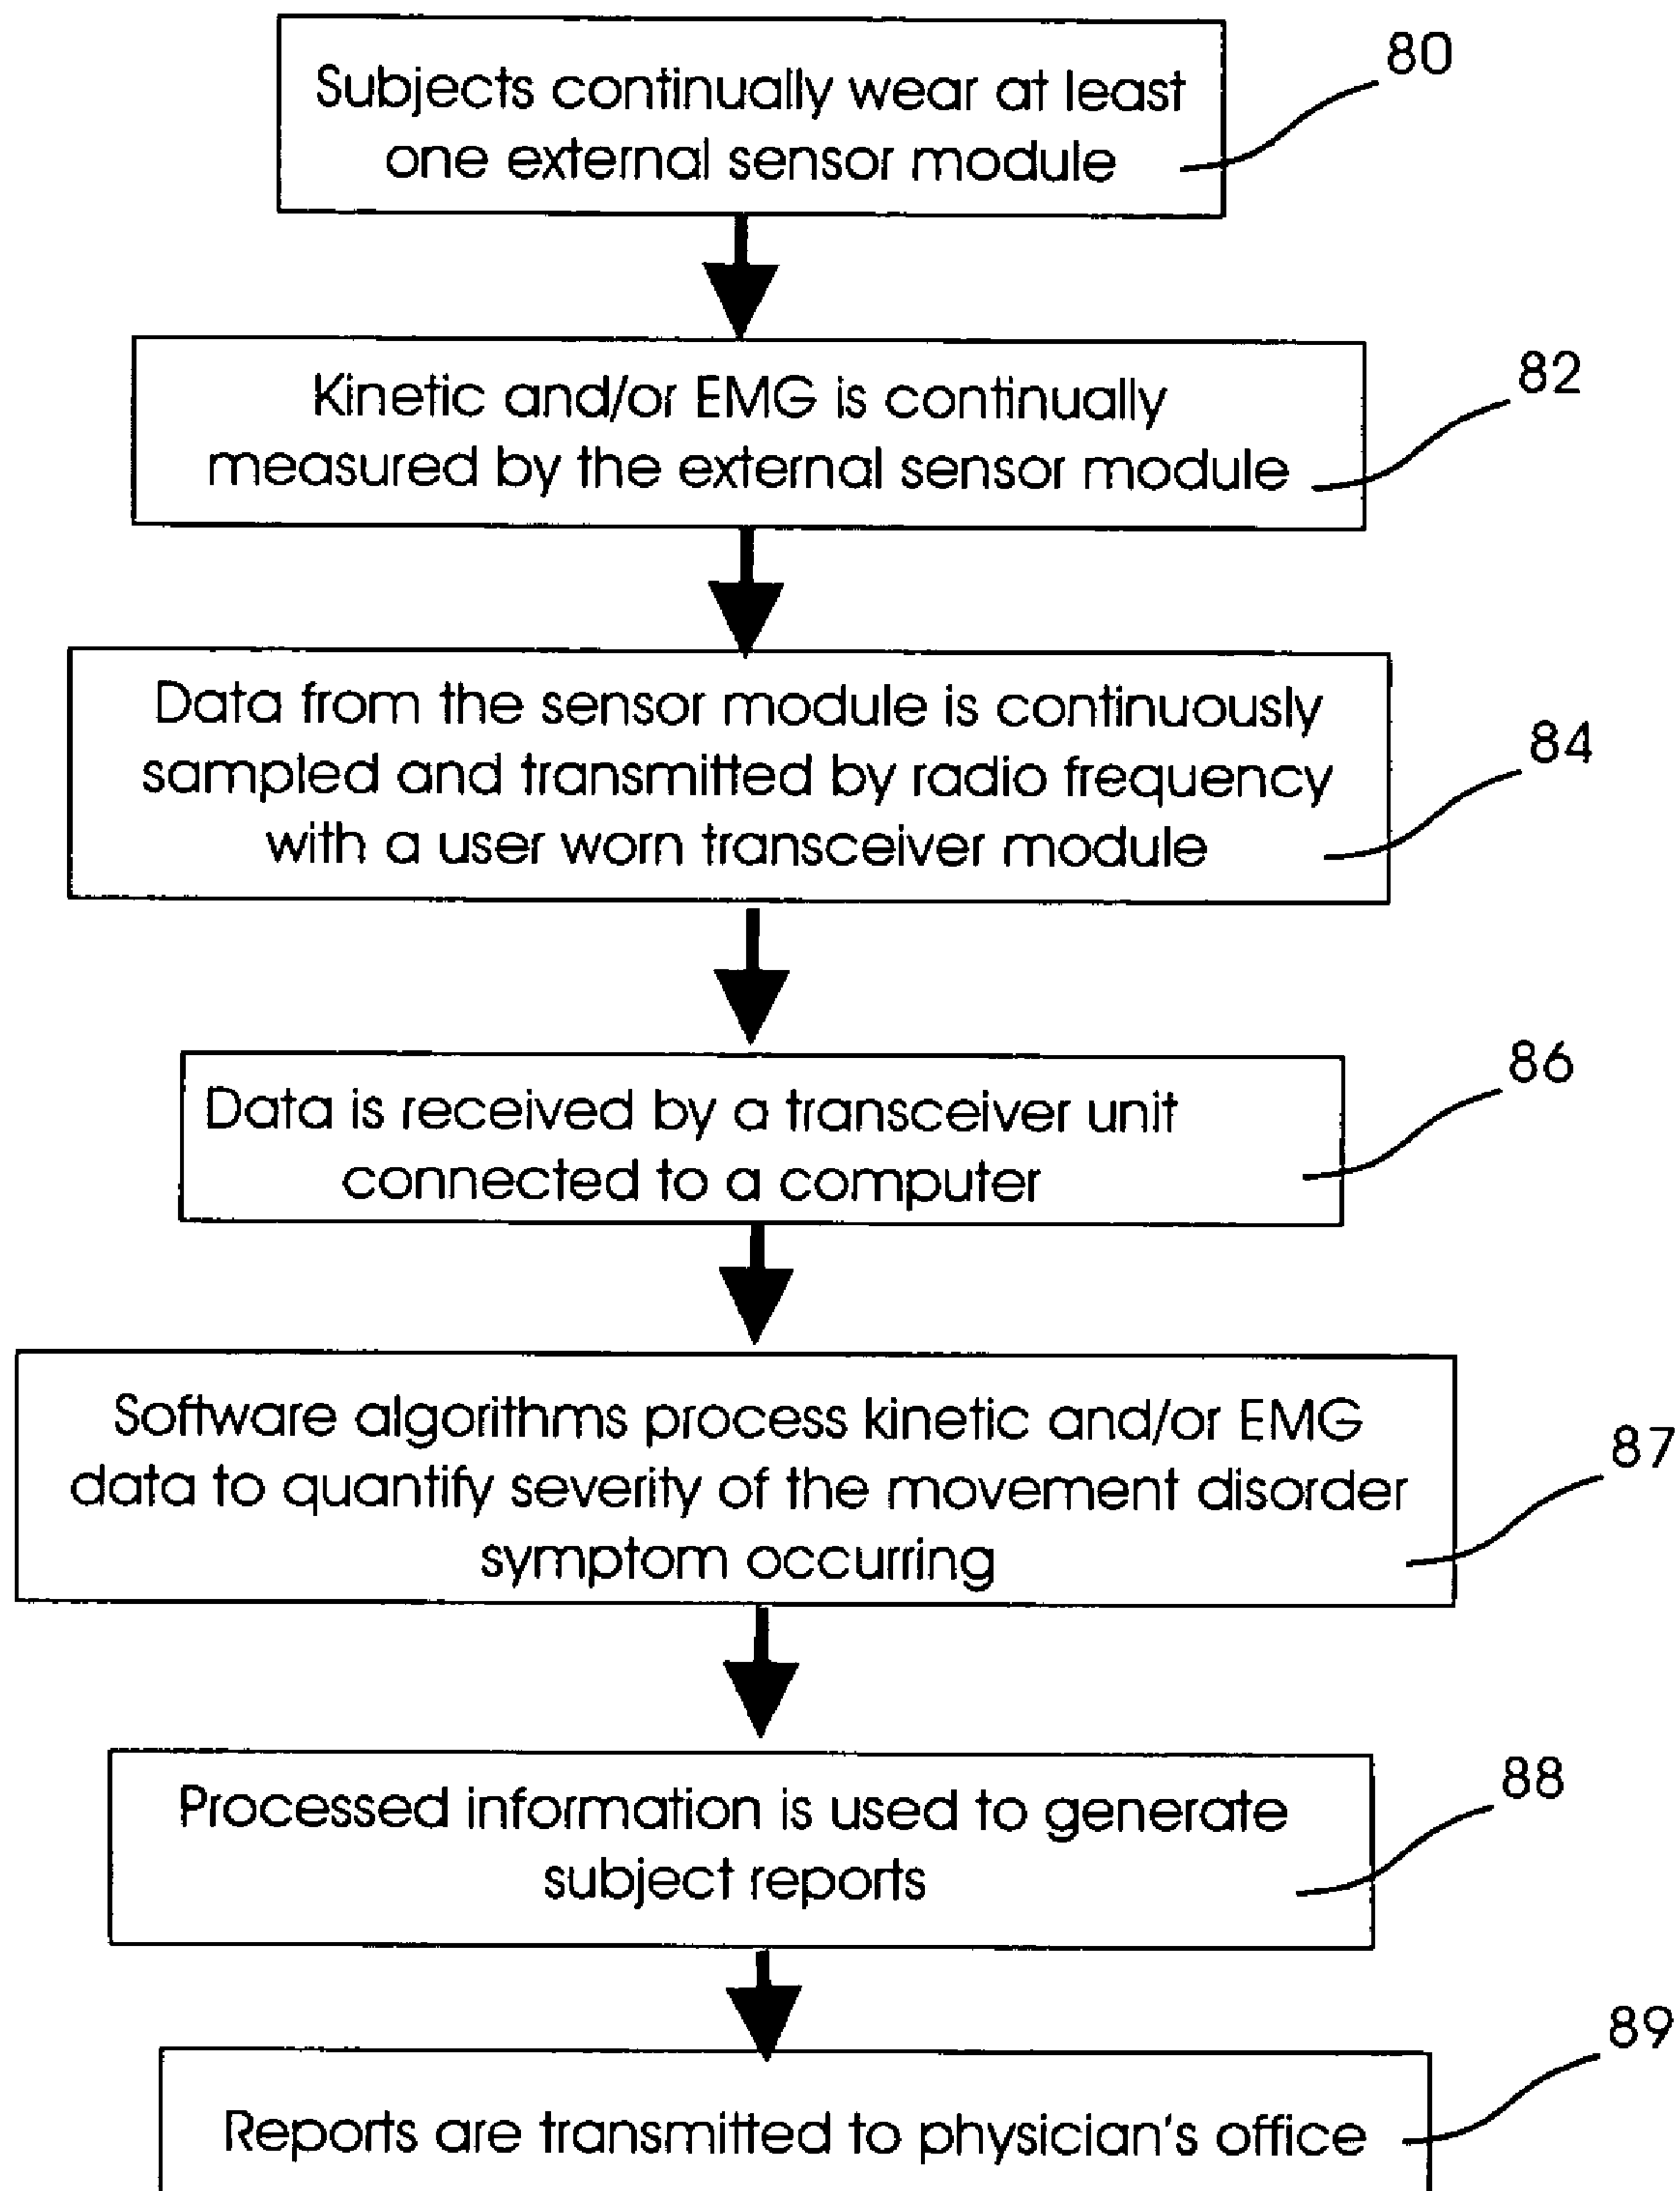 Subjects continually wear at least
one external sensor module
80
Kinetic and/or EMG is continually
measured by the external sensor module
82
Data from the sensor module is continuously
sampled and transmitted by radio frequency
with a user worn transceiver module
84
Data is received by a transceiver unit
connected to a computer
86
Software algorithms process kinetic and/or EMG
data to quantify severity of the movement disorder
symptom occurring
87
Processed information is used to generate
subject reports
88
Reports are transmitted to physician's office
89